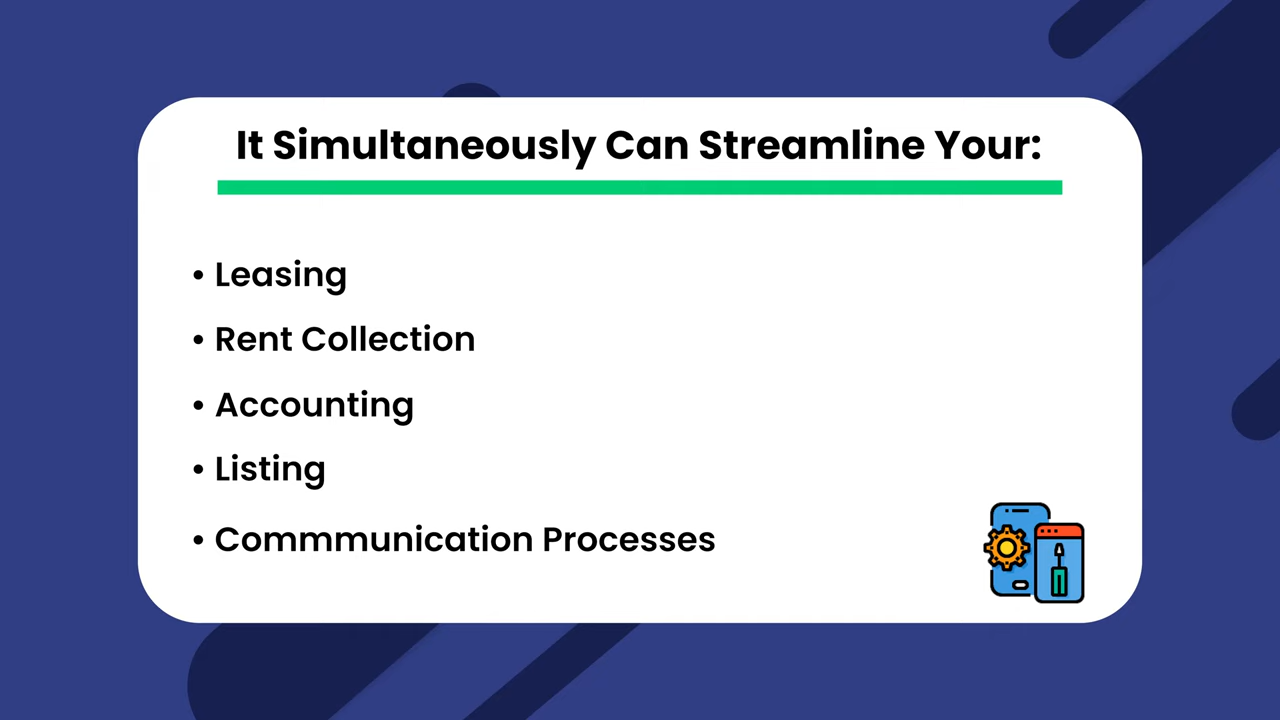 It Simultaneously Can Streamline Your:
• Leasing
• Rent Collection
• Accounting
• Listing
• Commmunication Processes